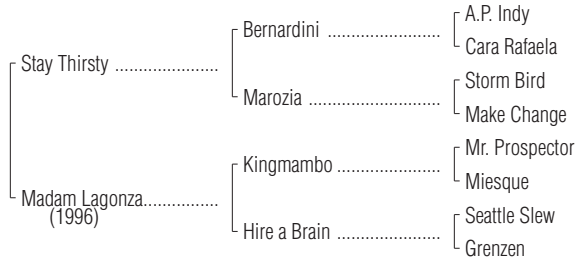 A.P. Indy
Bernardini ....................
Cara Rafaela
Stay Thirsty ....................
Storm Bird
Marozia .........................
Make Change
Mr. Prospector
Kingmambo ...................
Miesque
Madam Lagonza...............
(1996)
Seattle Slew
Hire a Brain ...................
Grenzen